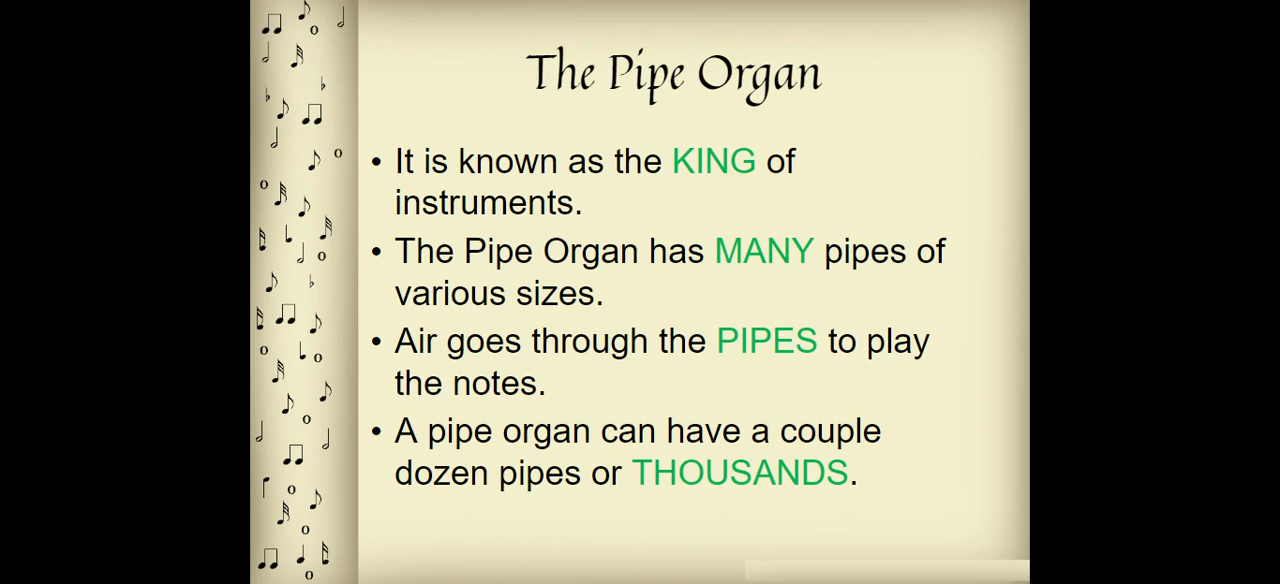 The Pipe Organ
• It is known as the KING of
instruments.
• The Pipe Organ has MANY pipes of
various sizes.
• Air goes through the PIPES to play
the notes.
• A pipe organ can have a couple
dozen pipes or THOUSANDS.